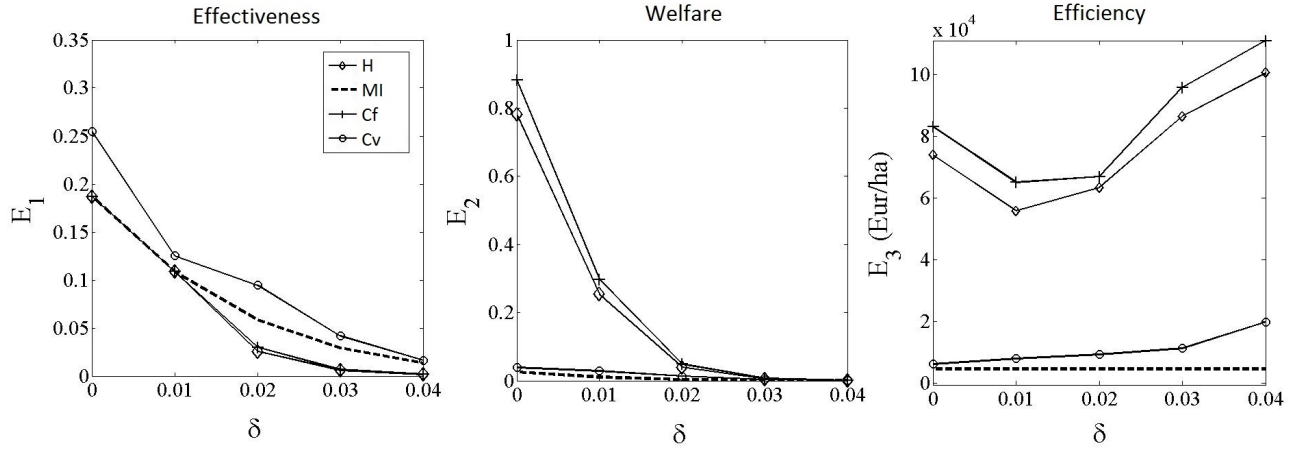 Effectiveness
0.35
0.3
0.25
0.2
0.15
0.1
0.05
0
E1
0 0.01 0.02 0.03 0.04
δ
H
MI
Cf
Cv
Welfare
1
0.8
0.6
0.4
0.2
0
E2
0 0.01 0.02 0.03 0.04
δ
Efficiency
x 10^4
10
8
6
4
2
0
E3 (Eur/ha)
0 0.01 0.02 0.03 0.04
δ